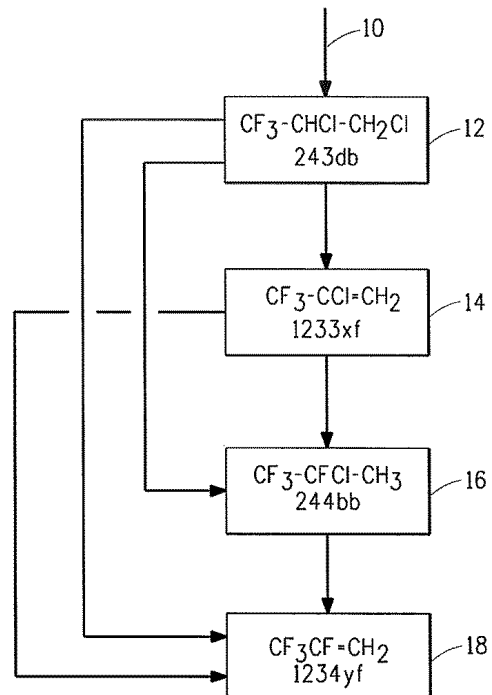 10
CF₃-CHCl-CH₂Cl
243db
12
CF₃-CCl=CH₂
1233xf
14
CF₃-CFCl-CH₃
244bb
16
CF₃CF=CH₂
1234yf
18